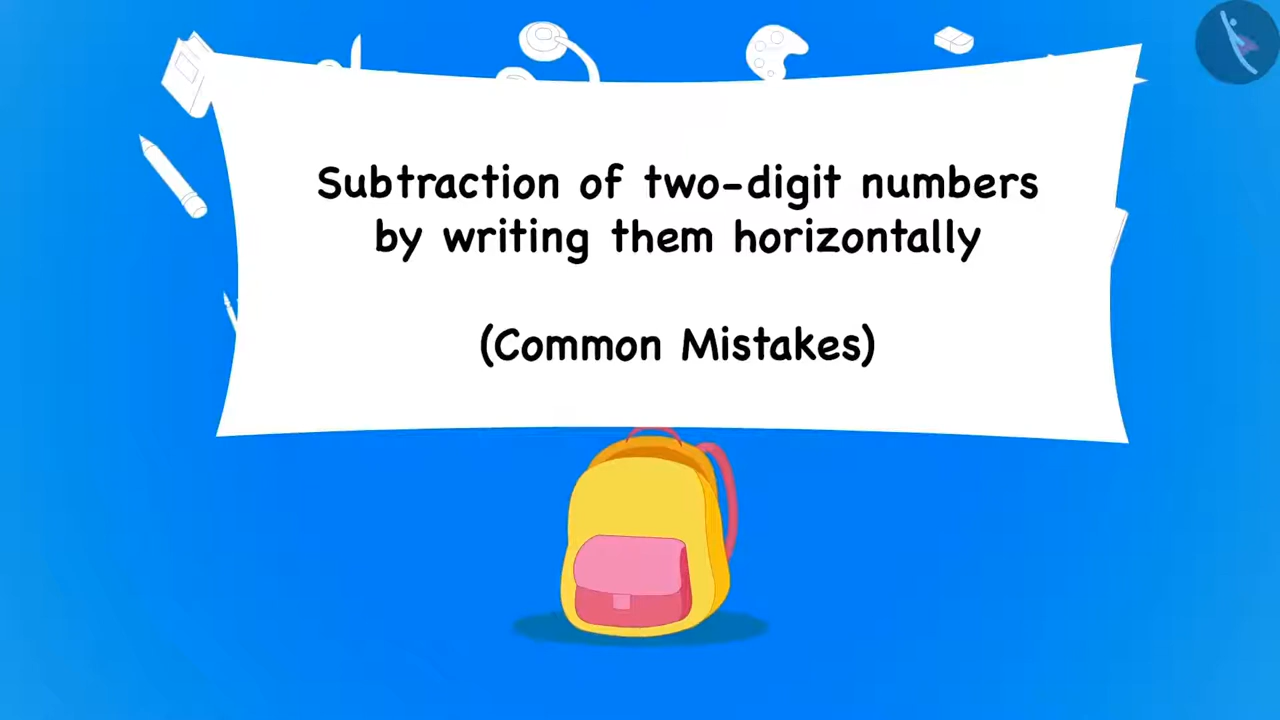 Subtraction of two-digit numbers
by writing them horizontally
(Common Mistakes)